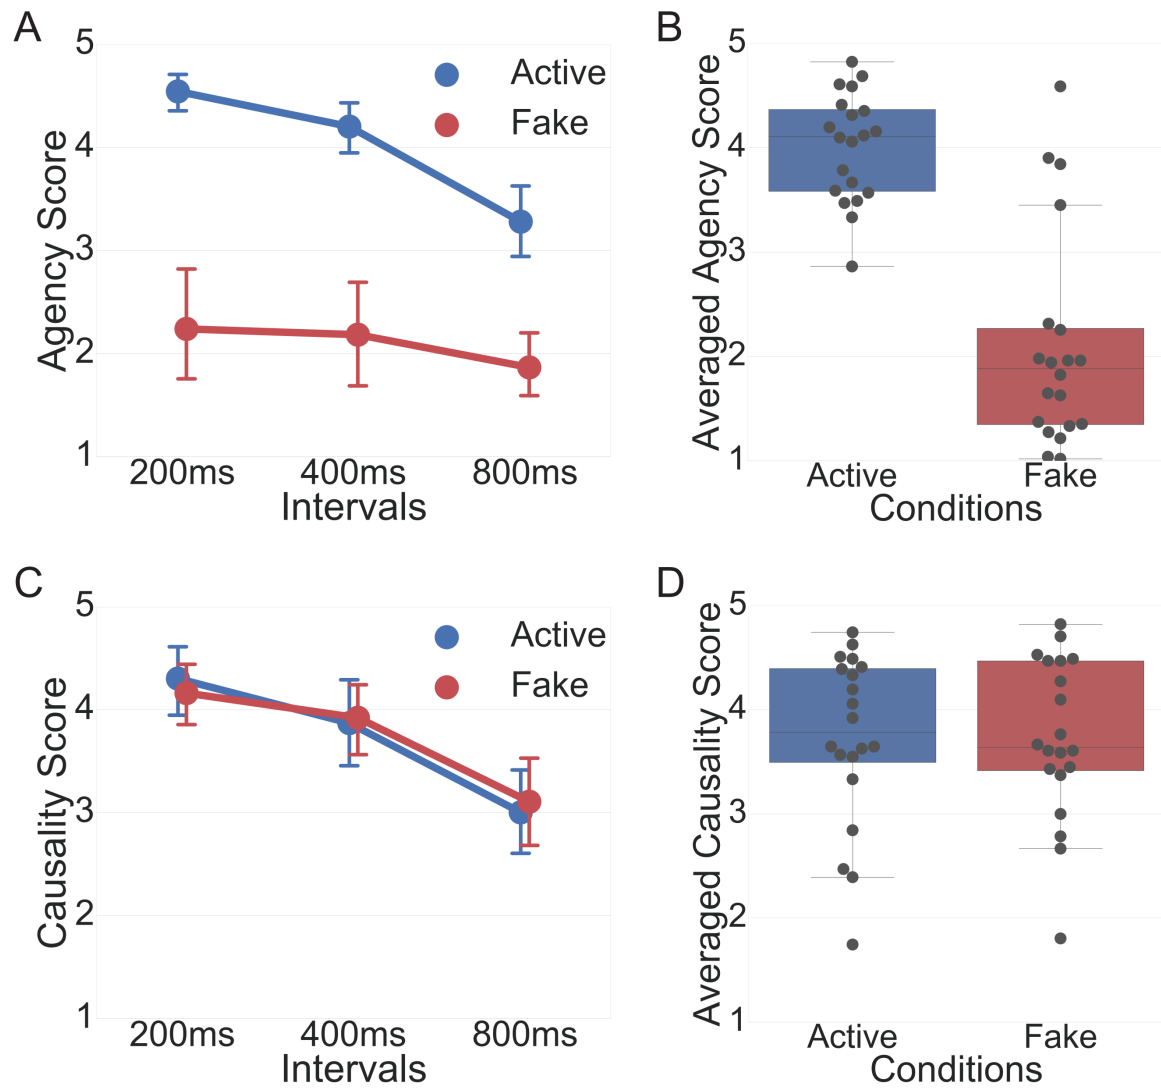 A
Agency Score
5
4
3
2
1
Active
Fake
200ms
400ms
800ms
Intervals
B
Averaged Agency Score
5
4
3
2
1
Active
Fake
Conditions
C
Causality Score
5
4
3
2
1
Active
Fake
200ms
400ms
800ms
Intervals
D
Averaged Causality Score
5
4
3
2
1
Active
Fake
Conditions